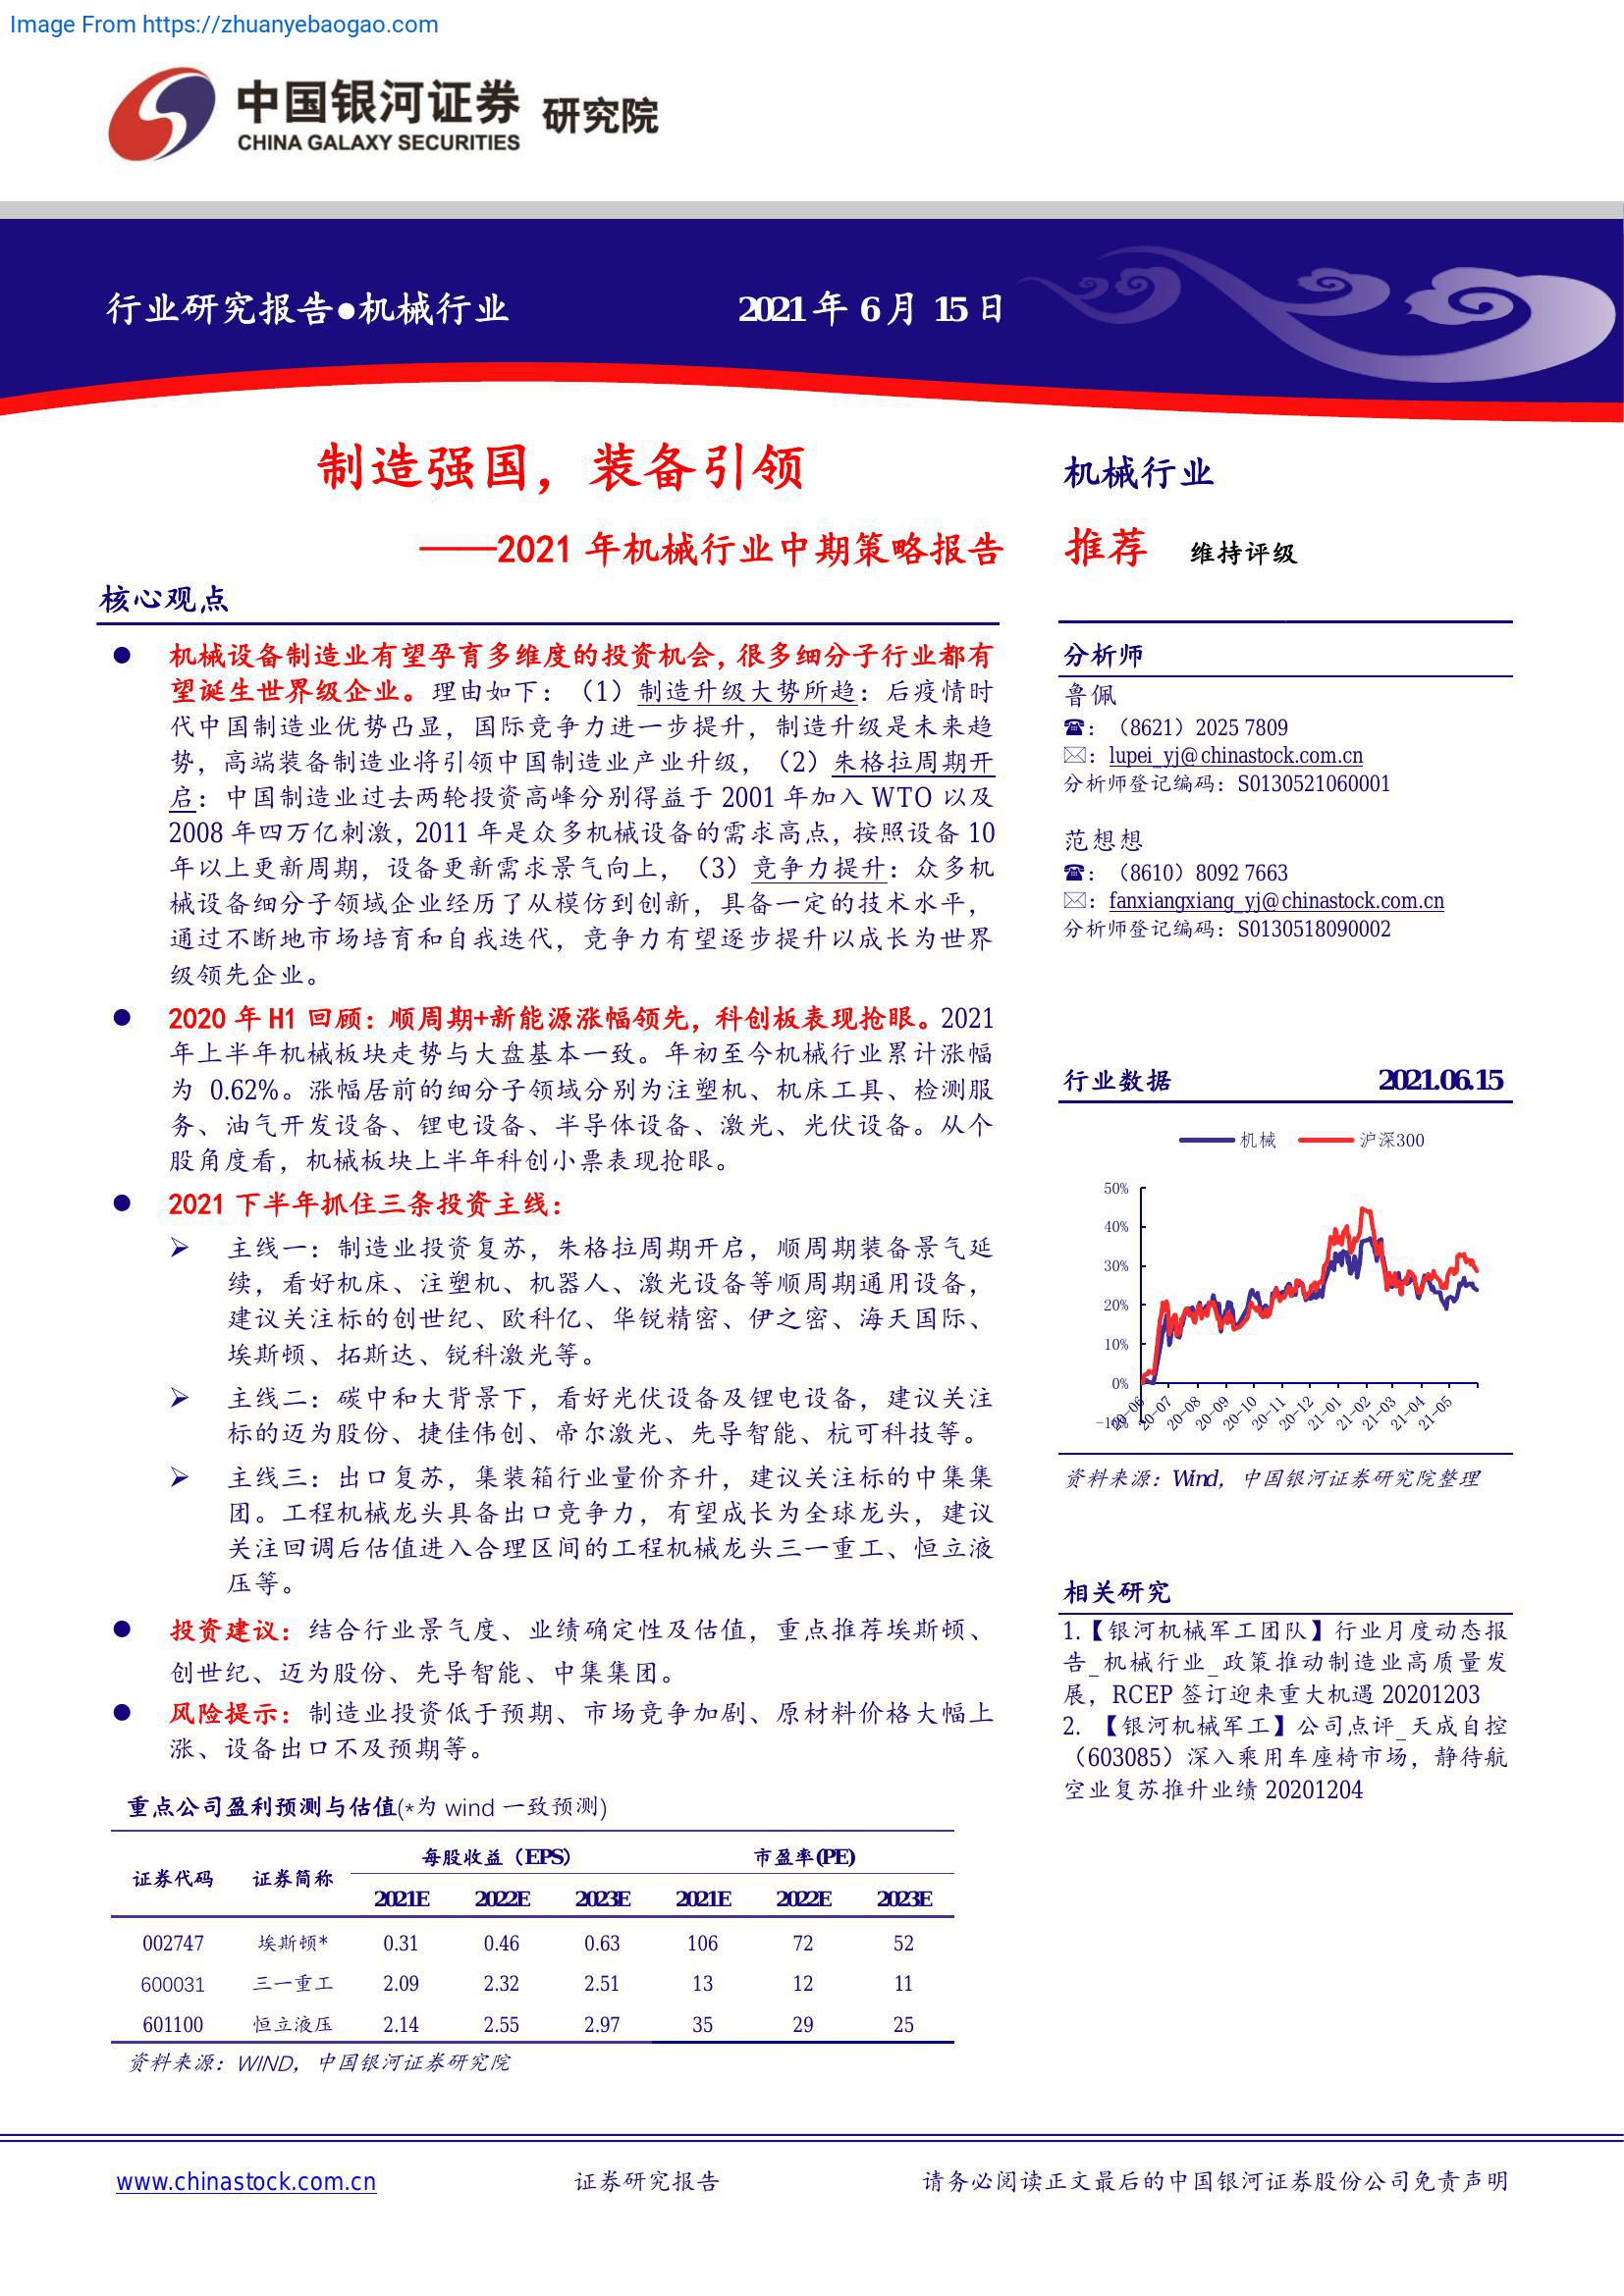 Image From https://zhuanyebaogao.com
中国银河证券 研究院
CHINA GALAXY SECURITIES
行业研究报告●机械行业 2021 年 6 月 15 日
制造强国，装备引领
——2021 年机械行业中期策略报告
核心观点
● 机械设备制造业有望孕育多维度的投资机会，很多细分子行业都有
望诞生世界级企业。理由如下：（1）制造升级大势所趋：后疫情时
代中国制造业优势凸显，国际竞争力进一步提升，制造升级是未来趋
势，高端装备制造业将引领中国制造业产业升级，（2）朱格拉周期开
启：中国制造业过去两轮投资高峰分别得益于 2001 年加入 WTO 以及
2008 年四万亿刺激，2011 年是众多机械设备的需求高点，按照设备 10
年以上更新周期，设备更新需求景气向上，（3）竞争力提升：众多机
械设备细分子领域企业经历了从模仿到创新，具备一定的技术水平，
通过不断地市场培育和自我迭代，竞争力有望逐步提升以成长为世界
级领先企业。
● 2020 年 H1 回顾：顺周期+新能源涨幅领先，科创板表现抢眼。2021
年上半年机械板块走势与大盘基本一致。年初至今机械行业累计涨幅
为 0.62%。涨幅居前的细分子领域分别为注塑机、机床工具、检测服
务、油气开发设备、锂电设备、半导体设备、激光、光伏设备。从个
股角度看，机械板块上半年科创小票表现抢眼。
● 2021 下半年抓住三条投资主线：
➢ 主线一：制造业投资复苏，朱格拉周期开启，顺周期装备景气延
续，看好机床、注塑机、机器人、激光设备等顺周期通用设备，
建议关注标的创世纪、欧科亿、华锐精密、伊之密、海天国际、
埃斯顿、拓斯达、锐科激光等。
➢ 主线二：碳中和大背景下，看好光伏设备及锂电设备，建议关注
标的迈为股份、捷佳伟创、帝尔激光、先导智能、杭可科技等。
➢ 主线三：出口复苏，集装箱行业量价齐升，建议关注标的中集集
团。工程机械龙头具备出口竞争力，有望成长为全球龙头，建议
关注回调后估值进入合理区间的工程机械龙头三一重工、恒立液
压等。
● 投资建议：结合行业景气度、业绩确定性及估值，重点推荐埃斯顿、
创世纪、迈为股份、先导智能、中集集团。
● 风险提示：制造业投资低于预期、市场竞争加剧、原材料价格大幅上
涨、设备出口不及预期等。
重点公司盈利预测与估值(*为 wind 一致预测)
证券代码 证券简称 每股收益（EPS） 市盈率(PE)
2021E 2022E 2023E 2021E 2022E 2023E
002747 埃斯顿* 0.31 0.46 0.63 106 72 52
600031 三一重工 2.09 2.32 2.51 13 12 11
601100 恒立液压 2.14 2.55 2.97 35 29 25
资料来源：WIND，中国银河证券研究院
机械行业
推荐 维持评级
分析师
鲁佩
☎：（8621）2025 7809
✉：lupei_yj@chinastock.com.cn
分析师登记编码：S0130521060001
范想想
☎：（8610）8092 7663
✉：fanxiangxiang_yj@chinastock.com.cn
分析师登记编码：S0130518090002
行业数据 2021.06.15
机械 沪深300
50%
40%
30%
20%
10%
0%
-10%
20-06 20-07 20-08 20-09 20-10 20-11 20-12 21-01 21-02 21-03 21-04 21-05
资料来源：Wind，中国银河证券研究院整理
相关研究
1.【银河机械军工团队】行业月度动态报
告_机械行业_政策推动制造业高质量发
展，RCEP 签订迎来重大机遇 20201203
2. 【银河机械军工】公司点评_天成自控
（603085）深入乘用车座椅市场，静待航
空业复苏推升业绩 20201204
www.chinastock.com.cn 证券研究报告 请务必阅读正文最后的中国银河证券股份公司免责声明